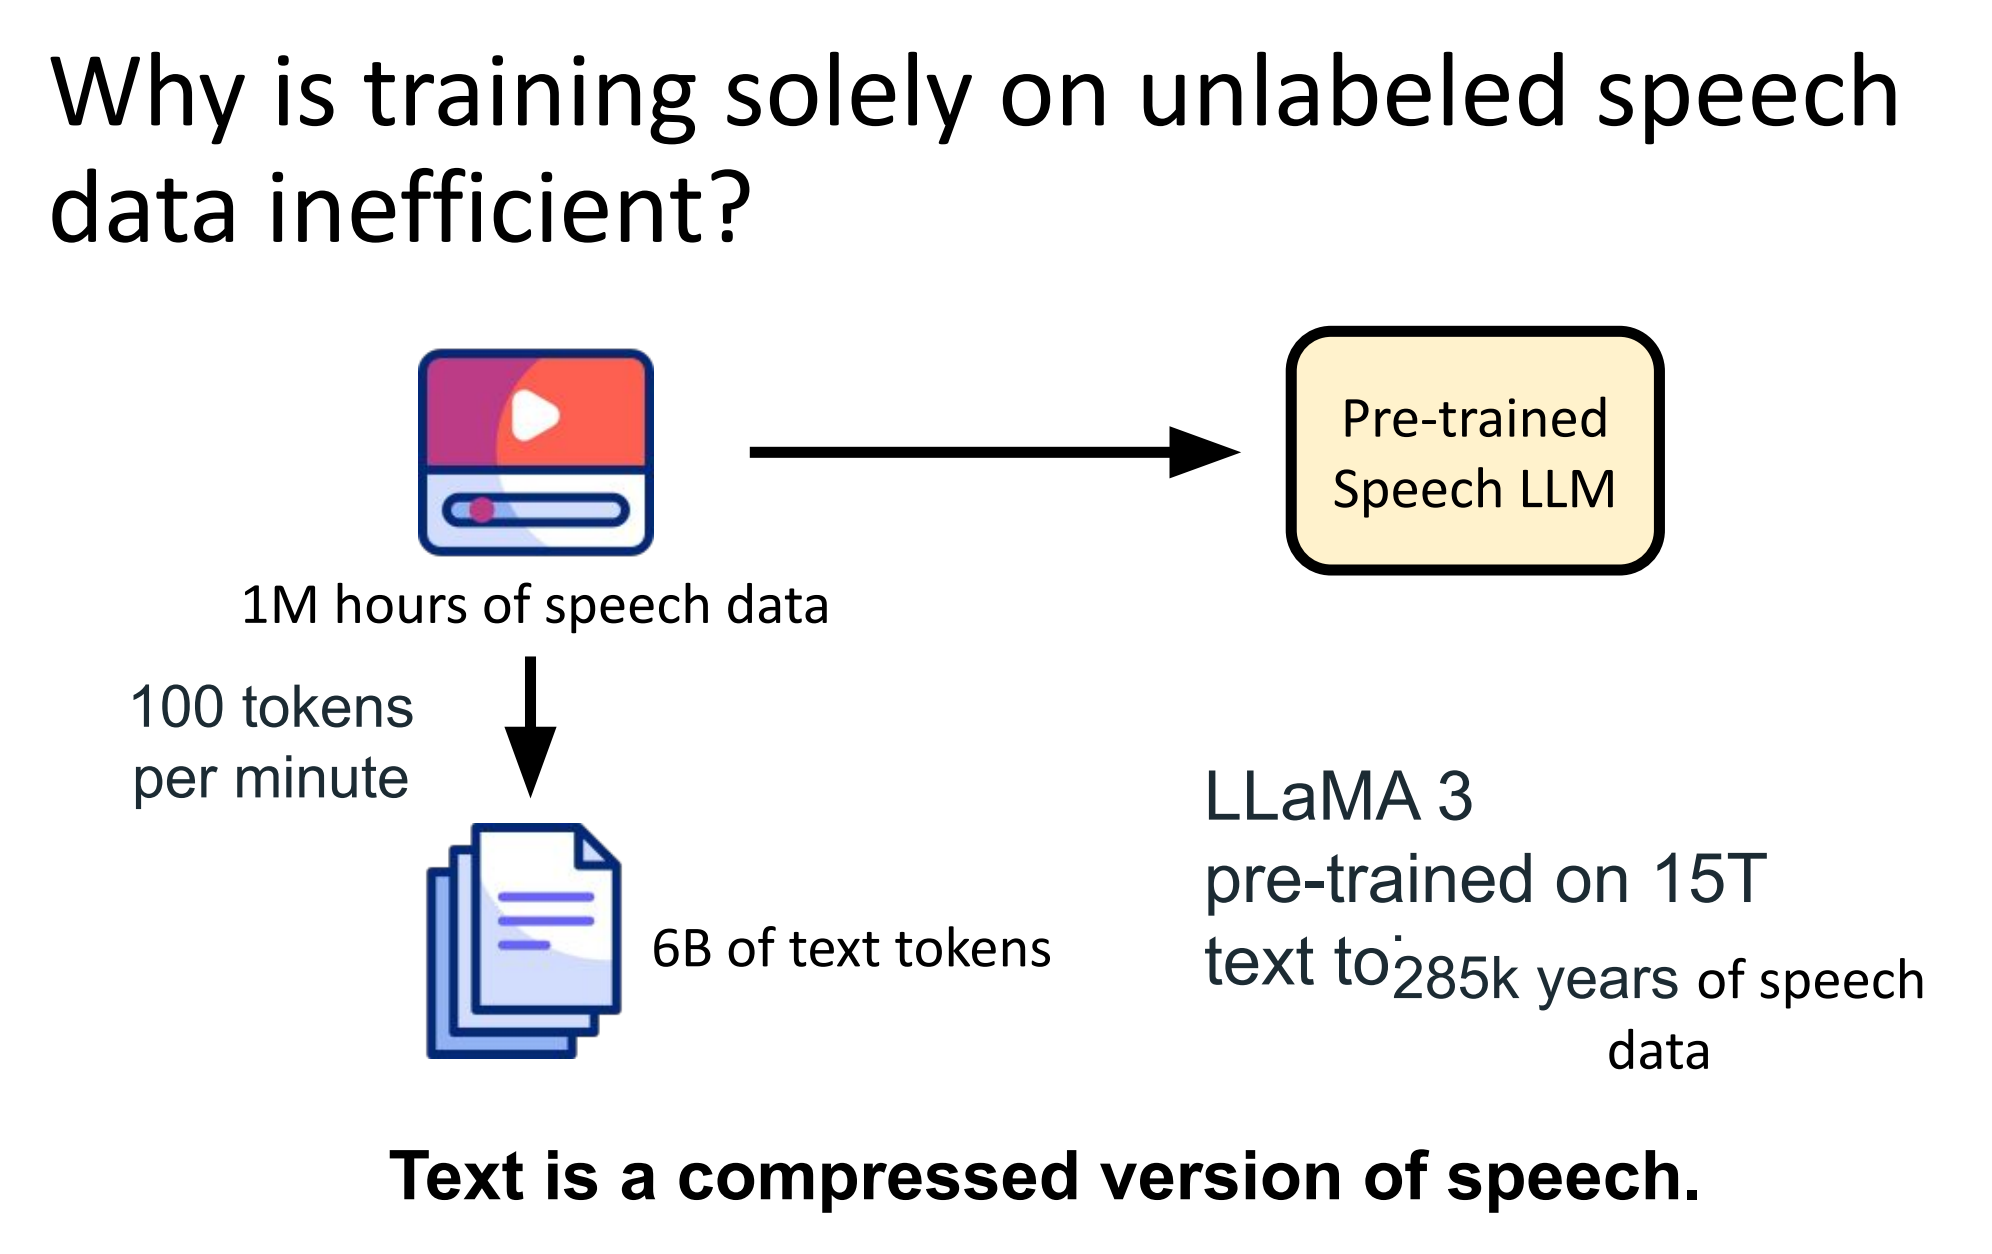 Why is training solely on unlabeled speech
data inefficient?
Pre-trained
Speech LLM
1M hours of speech data
100 tokens
per minute
6B of text tokens
LLaMA 3
pre-trained on 15T
text to
285k years of speech
data
Text is a compressed version of speech.